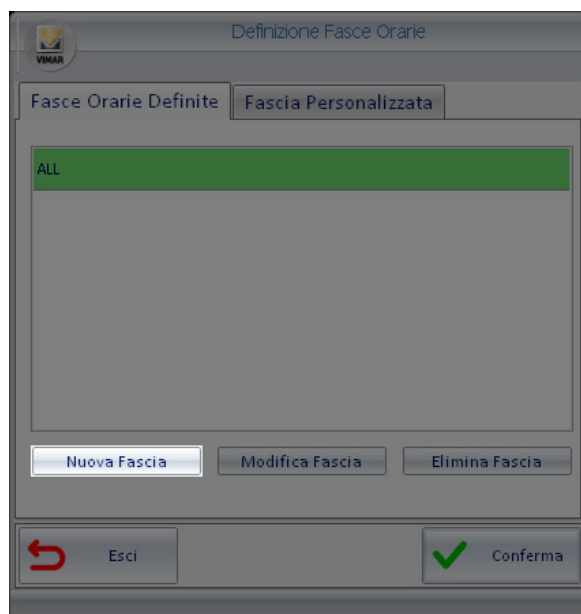 Definizione Fasce Orarie
VIMAR
Fasce Orarie Definite Fascia Personalizzata
ALL
Nuova Fascia Modifica Fascia Elimina Fascia
Esci Conferma